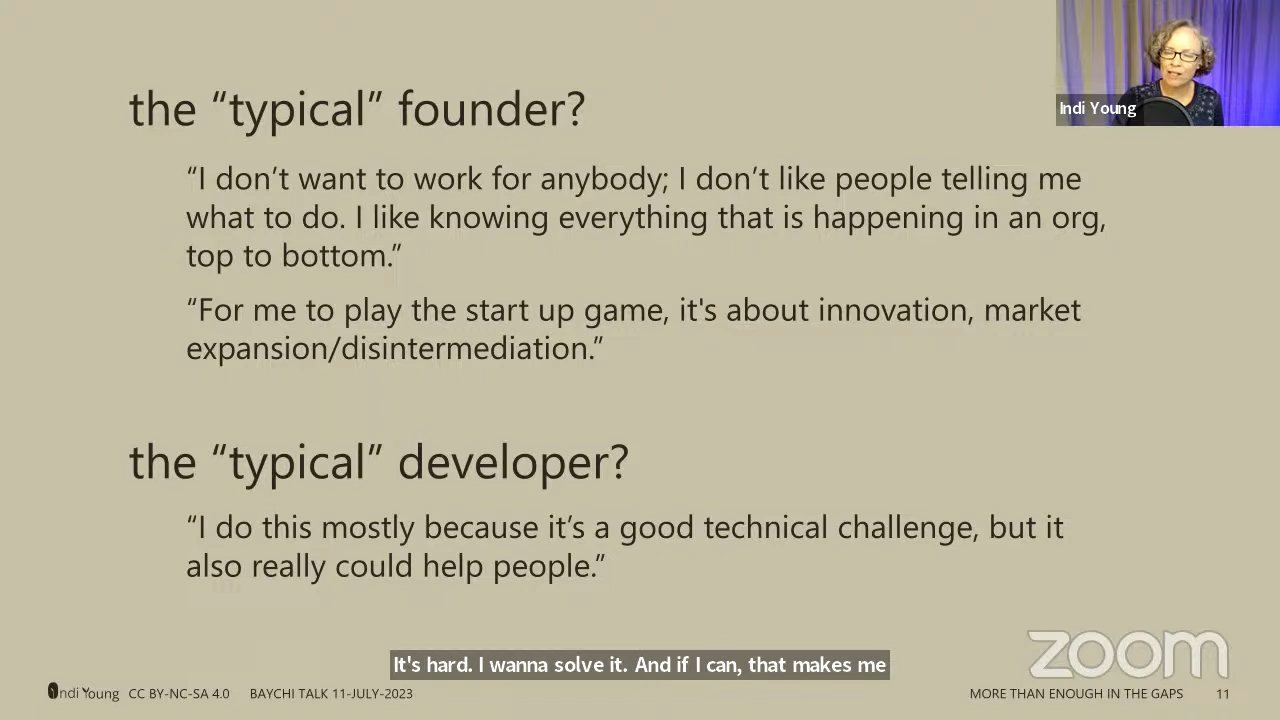 the “typical” founder?
Indi Young
“I don’t want to work for anybody; I don’t like people telling me
what to do. I like knowing everything that is happening in an org,
top to bottom.”
“For me to play the start up game, it's about innovation, market
expansion/disintermediation.”
the “typical” developer?
“I do this mostly because it’s a good technical challenge, but it
also really could help people.”
zoom
It's hard. I wanna solve it. And if I can, that makes me
Indi Young CC BY-NC-SA 4.0 BAYCHI TALK 11-JULY-2023 MORE THAN ENOUGH IN THE GAPS 11